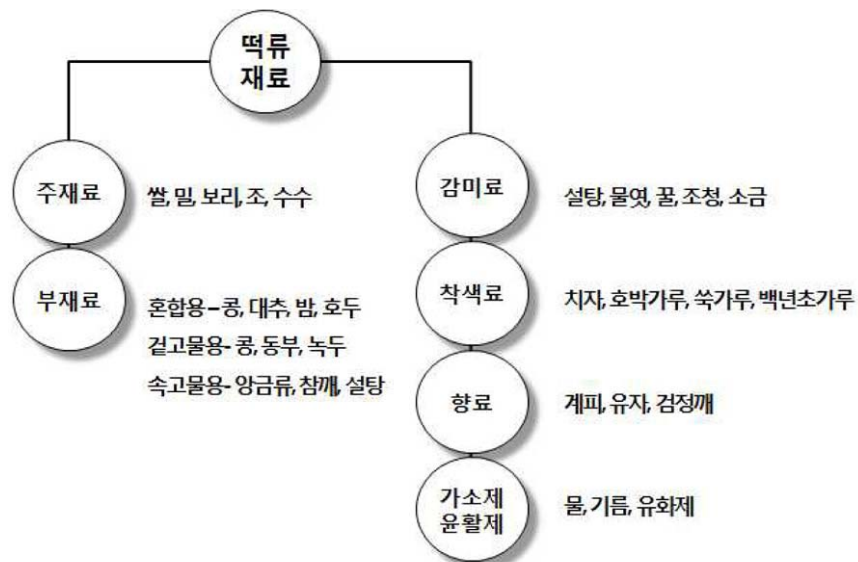 떡류
재료
주재료
쌀, 밀, 보리, 조, 수수
부재료
혼합용-콩, 대추, 밤, 호두
겉고물용- 콩, 동부, 녹두
속고물용- 앙금류, 참깨, 설탕
감미료
설탕, 물엿, 꿀, 조청, 소금
착색료
치자, 호박가루, 쑥가루, 백년초가루
향료
계피, 유자, 검정깨
가소제
윤활제
물, 기름, 유화제